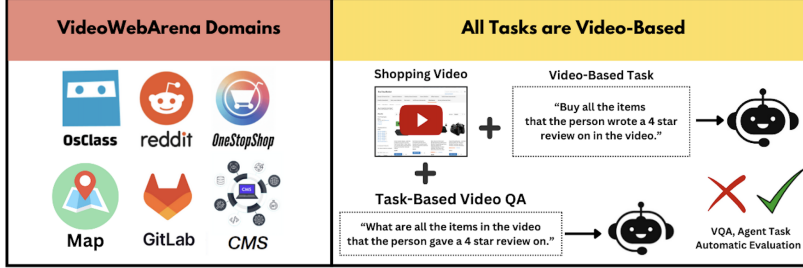 VideoWebArena Domains
All Tasks are Video-Based
OsClass
reddit
OneStopShop
Map
GitLab
CMS
Shopping Video
Video-Based Task
“Buy all the items
that the person wrote a 4 star
review on in the video.”
Task-Based Video QA
“What are all the items in the video
that the person gave a 4 star review on.”
VQA, Agent Task
Automatic Evaluation